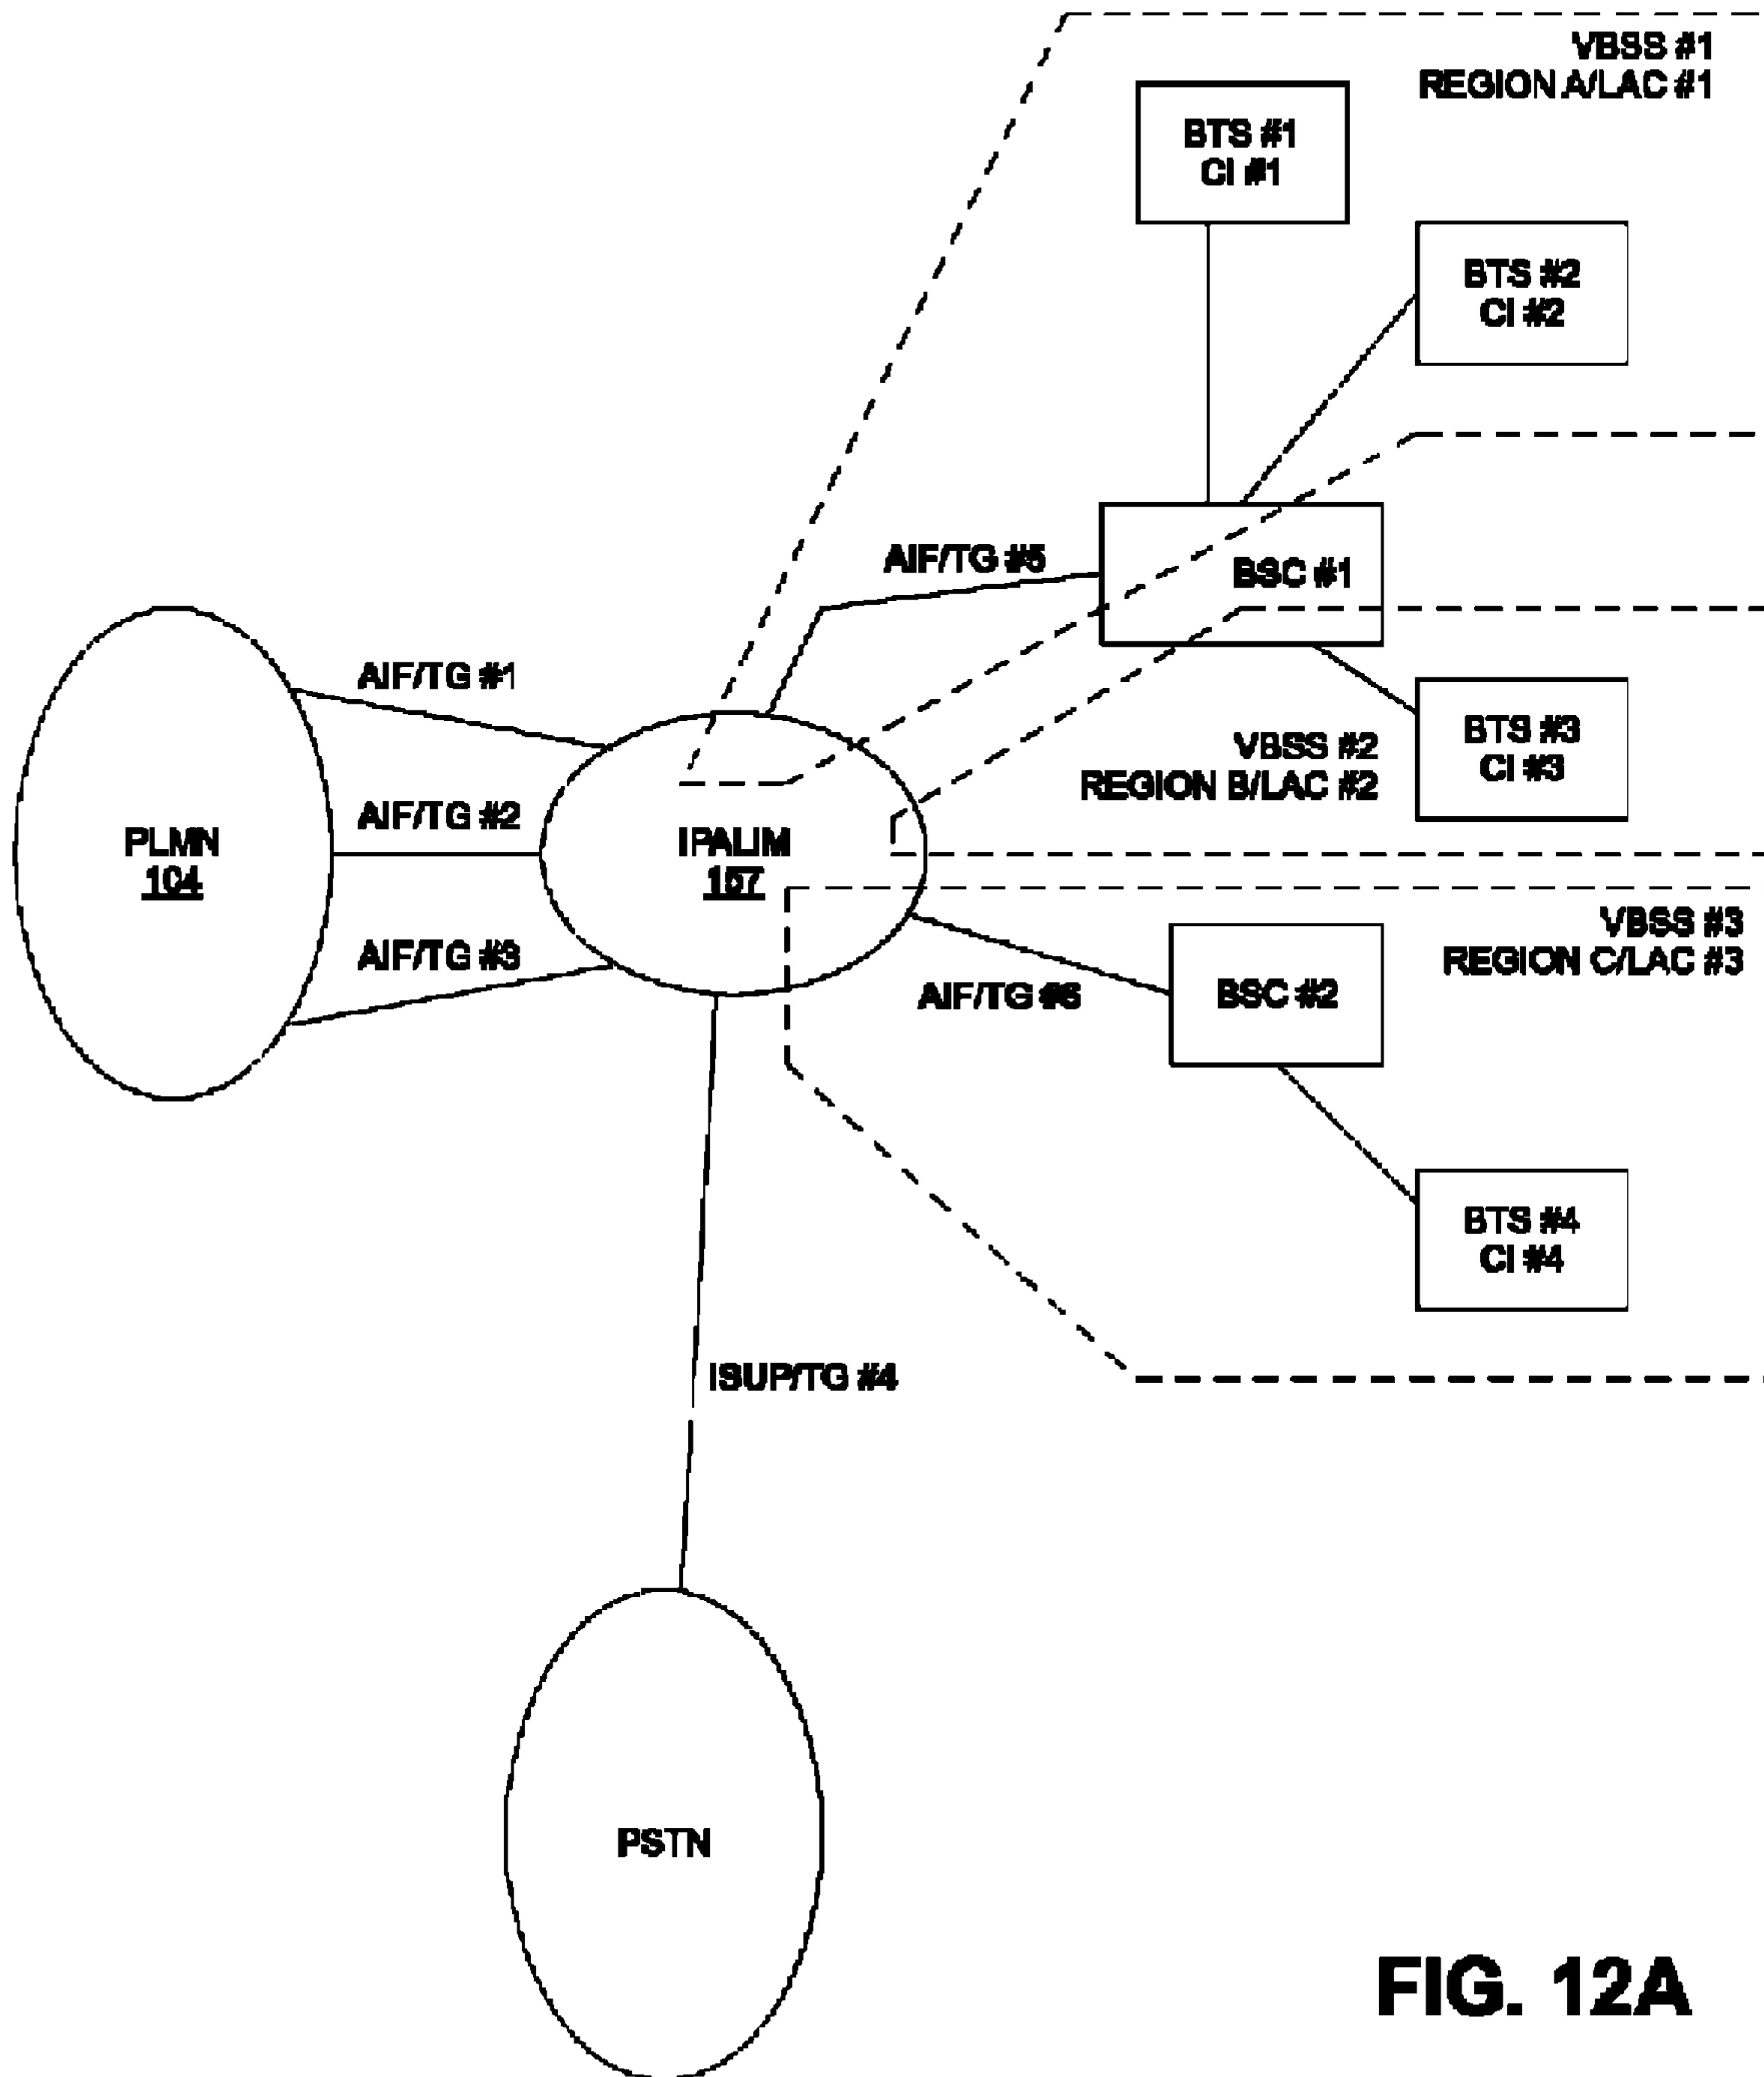 VBSS #1
REGION A/LAC #1
BTS #1
CI #1
BTS #2
CI #2
AIF/TG #5
BSC #1
AIF/TG #1
VBSS #2
REGION B/LAC #2
BTS #3
CI #3
AIF/TG #2
PLMN
104
IPALIM
157
VBSS #3
REGION C/LAC #3
AIF/TG #3
AIF/TG #6
BSC #2
BTS #4
CI #4
ISUP/TG #4
PSTN
FIG. 12A